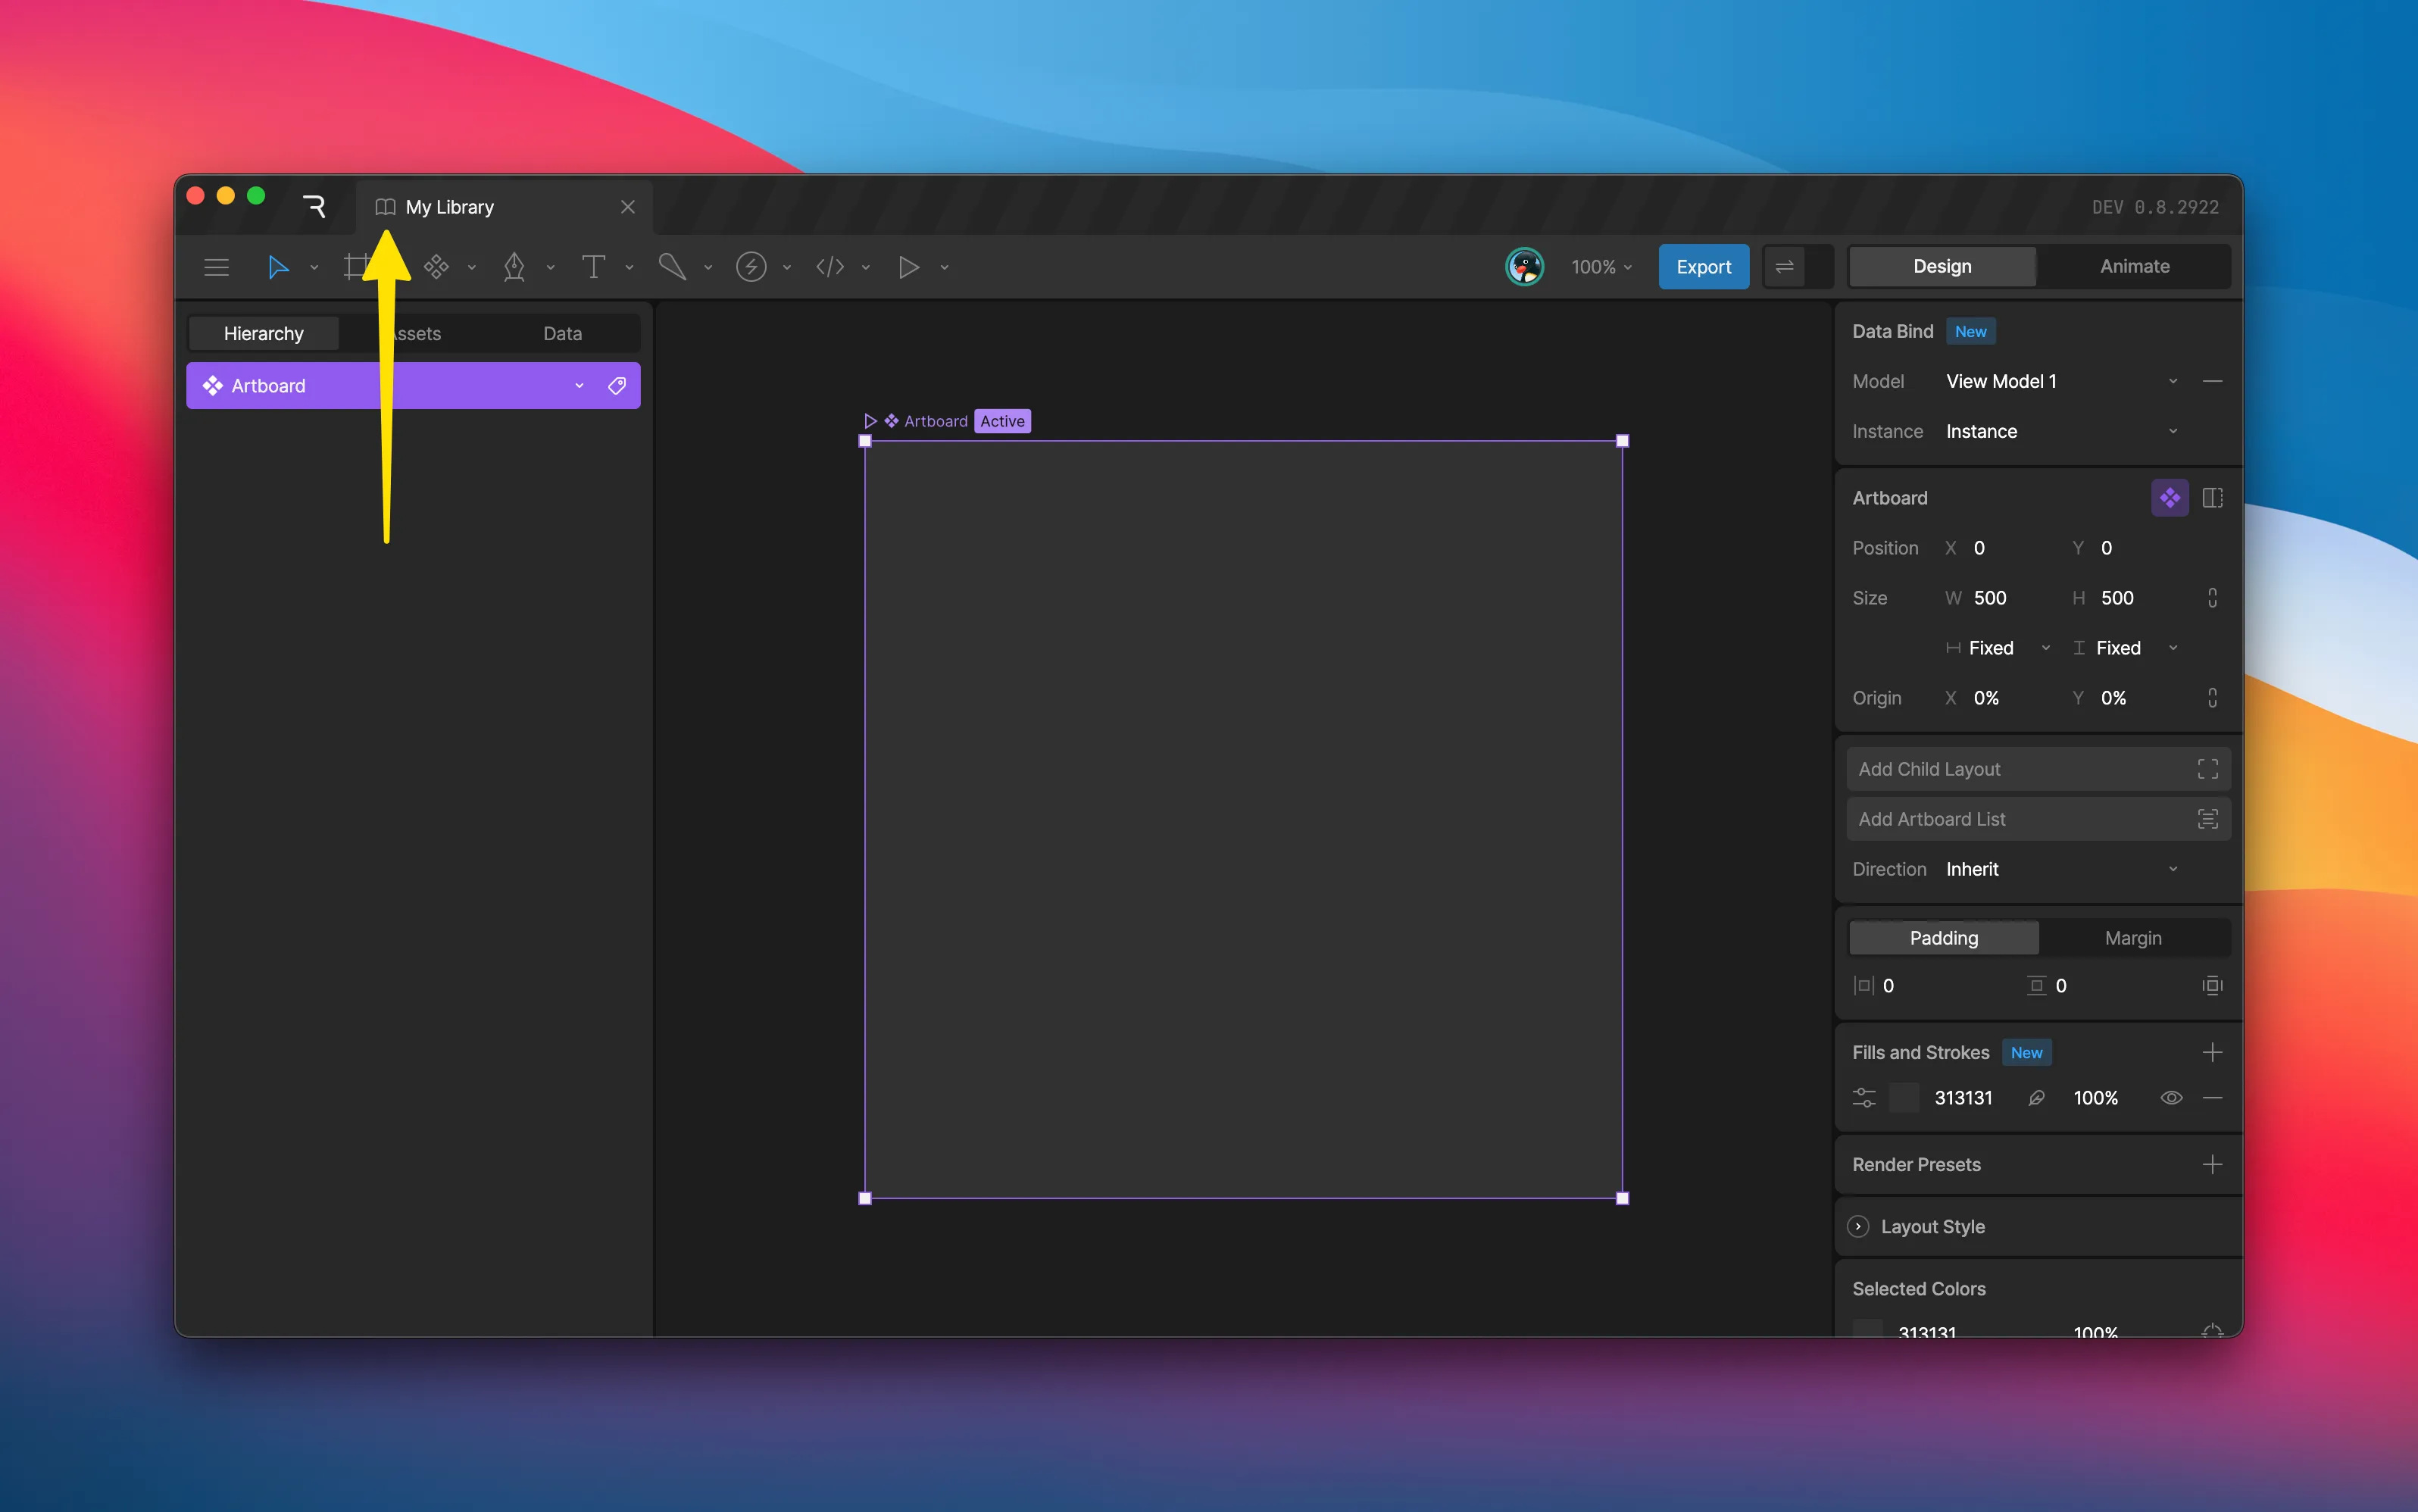 My Library
DEV 0.8.2922
100%
Export
Design
Animate
Hierarchy
ssets
Data
Artboard
Artboard Active
Data Bind New
Model View Model 1
Instance Instance
Artboard
Position X 0 Y 0
Size W 500 H 500
Fixed Fixed
Origin X 0% Y 0%
Add Child Layout
Add Artboard List
Direction Inherit
Padding Margin
0 0
Fills and Strokes New
313131 100%
Render Presets
Layout Style
Selected Colors
313131 100%